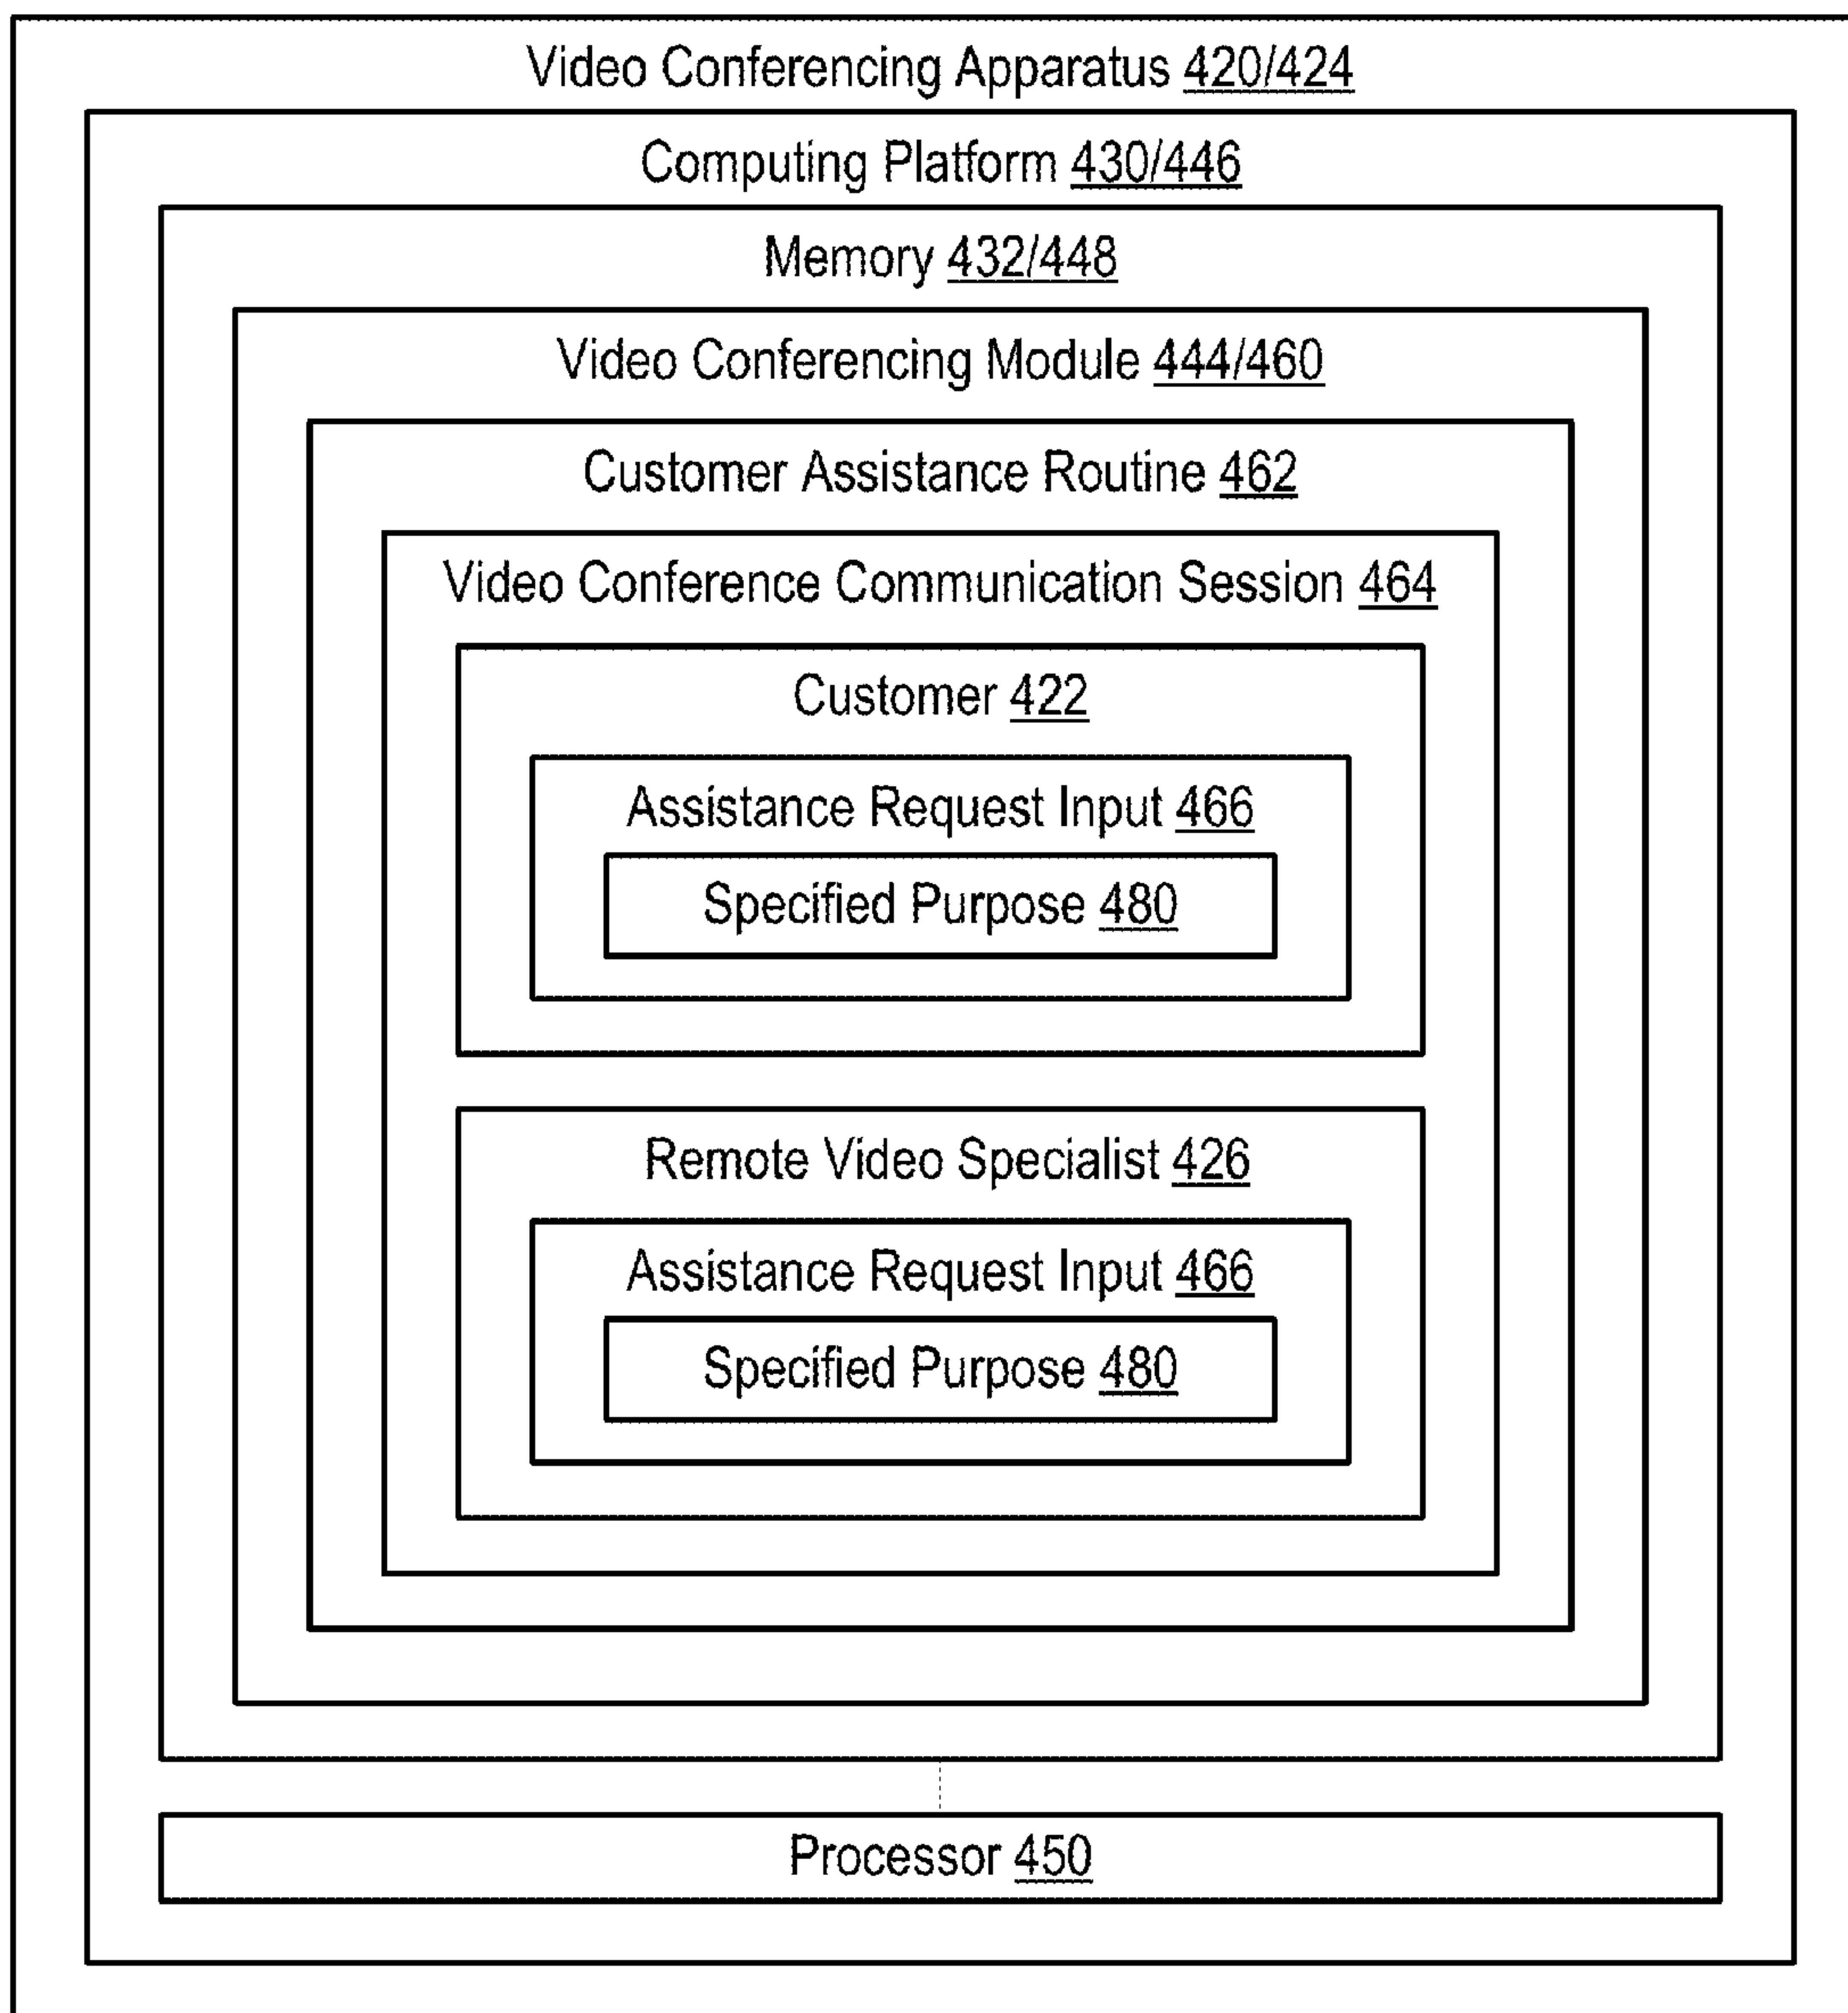 Video Conferencing Apparatus 420/424
Computing Platform 430/446
Memory 432/448
Video Conferencing Module 444/460
Customer Assistance Routine 462
Video Conference Communication Session 464
Customer 422
Assistance Request Input 466
Specified Purpose 480
Remote Video Specialist 426
Assistance Request Input 466
Specified Purpose 480
Processor 450